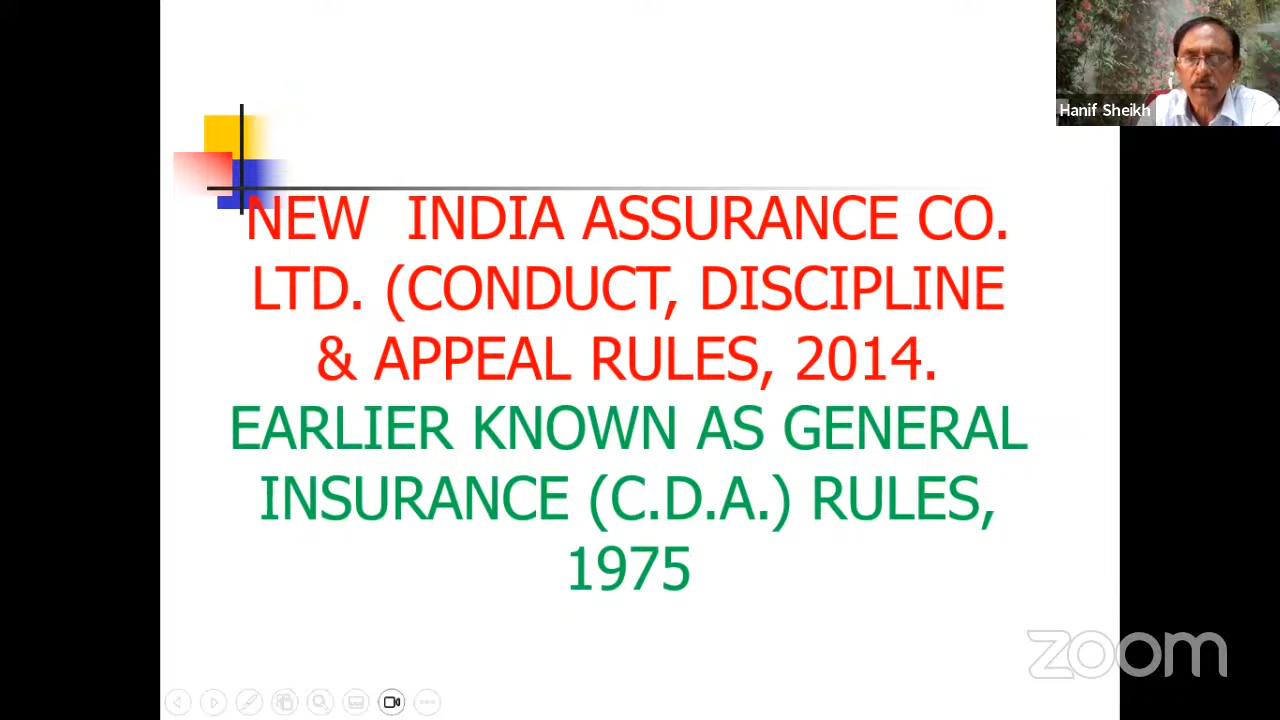 Hanif Sheikh
NEW INDIA ASSURANCE CO.
LTD. (CONDUCT, DISCIPLINE
& APPEAL RULES, 2014.
EARLIER KNOWN AS GENERAL
INSURANCE (C.D.A.) RULES,
1975
zoom